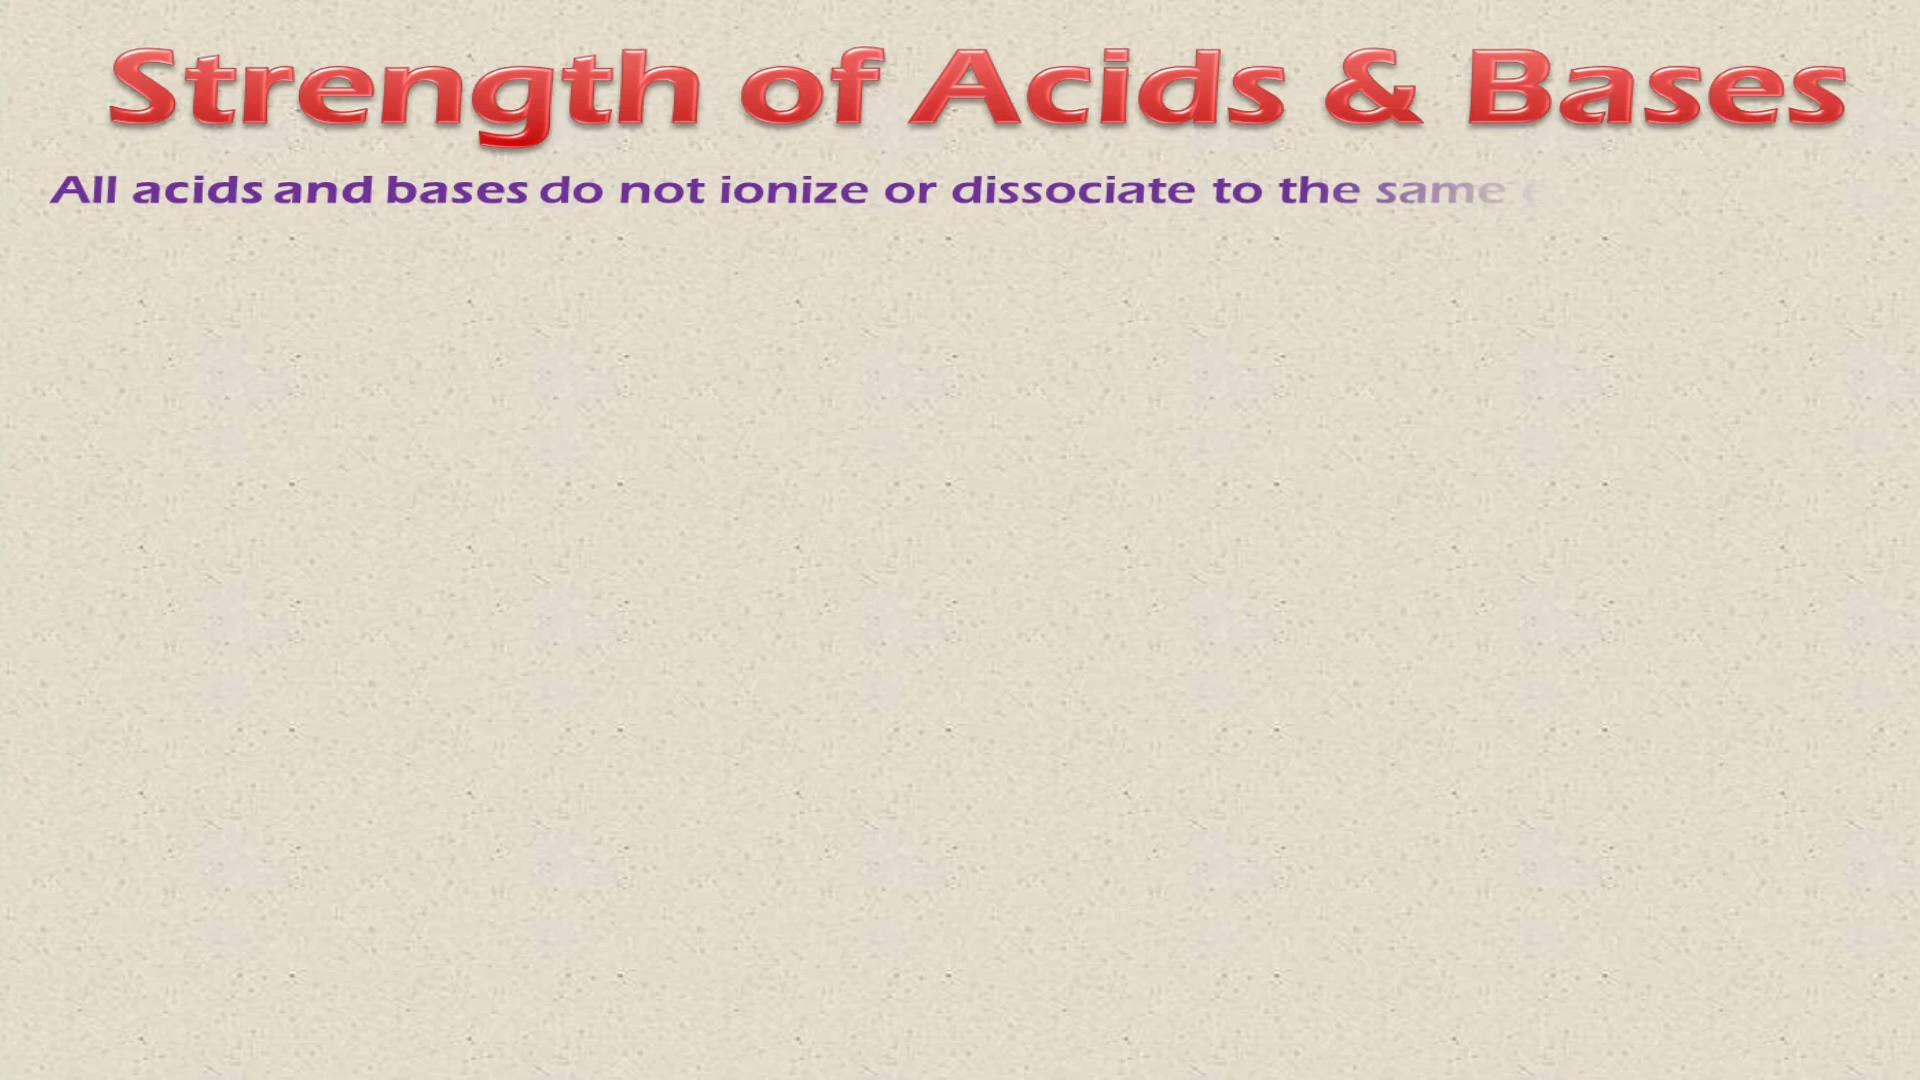 Strength of Acids & Bases
All acids and bases do not ionize or dissociate to the same